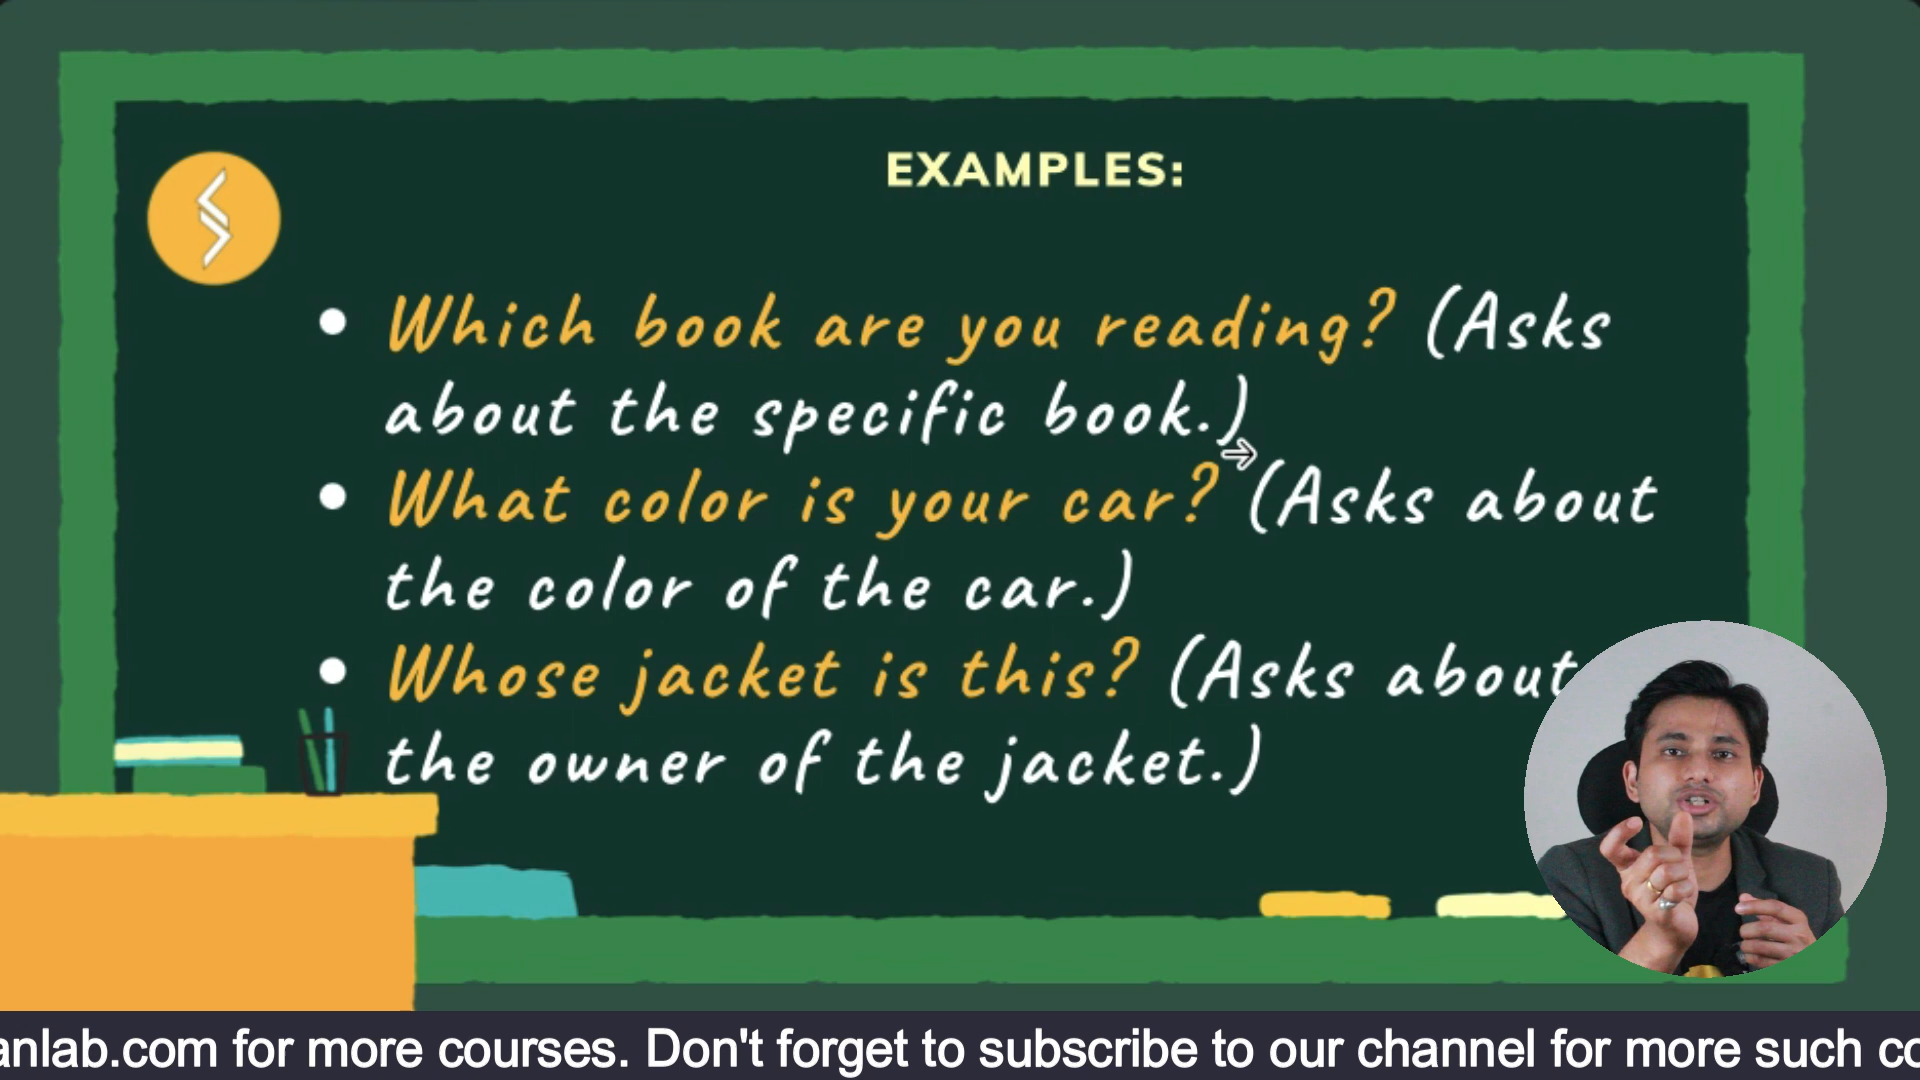 EXAMPLES:
• Which book are you reading? (Asks
about the specific book.)
• What color is your car? (Asks about
the color of the car.)
• Whose jacket is this? (Asks about
the owner of the jacket.)
anlab.com for more courses. Don't forget to subscribe to our channel for more such co